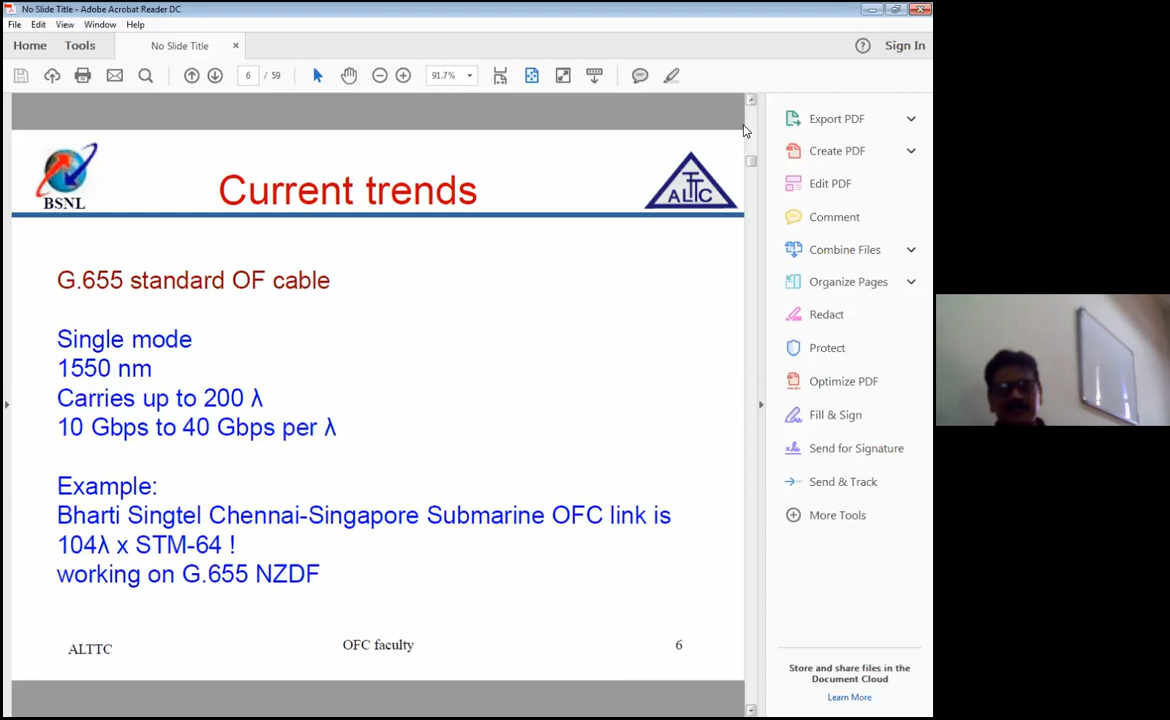 No Slide Title - Adobe Acrobat Reader DC
File Edit View Window Help
Home Tools No Slide Title × Sign In
6 / 59 91.7%
BSNL
Current trends
ALTTC
G.655 standard OF cable
Single mode
1550 nm
Carries up to 200 λ
10 Gbps to 40 Gbps per λ
Example:
Bharti Singtel Chennai-Singapore Submarine OFC link is
104λ x STM-64 !
working on G.655 NZDF
ALTTC OFC faculty 6
Export PDF
Create PDF
Edit PDF
Comment
Combine Files
Organize Pages
Redact
Protect
Optimize PDF
Fill & Sign
Send for Signature
Send & Track
More Tools
Store and share files in the
Document Cloud
Learn More